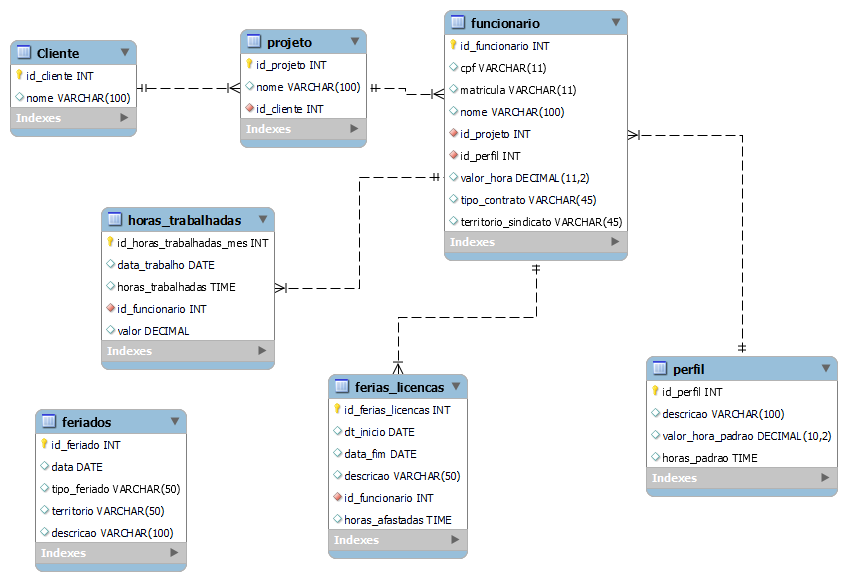 Cliente
id_cliente INT
nome VARCHAR(100)
Indexes
projeto
id_projeto INT
nome VARCHAR(100)
id_cliente INT
Indexes
funcionario
id_funcionario INT
cpf VARCHAR(11)
matricula VARCHAR(11)
nome VARCHAR(100)
id_projeto INT
id_perfil INT
valor_hora DECIMAL(11,2)
tipo_contrato VARCHAR(45)
territorio_sindicato VARCHAR(45)
Indexes
horas_trabalhadas
id_horas_trabalhadas_mes INT
data_trabalho DATE
horas_trabalhadas TIME
id_funcionario INT
valor DECIMAL
Indexes
feriados
id_feriado INT
data DATE
tipo_feriado VARCHAR(50)
territorio VARCHAR(50)
descricao VARCHAR(100)
Indexes
ferias_licencas
id_ferias_licencas INT
dt_inicio DATE
data_fim DATE
descricao VARCHAR(50)
id_funcionario INT
horas_afastadas TIME
Indexes
perfil
id_perfil INT
descricao VARCHAR(100)
valor_hora_padrao DECIMAL(10,2)
horas_padrao TIME
Indexes